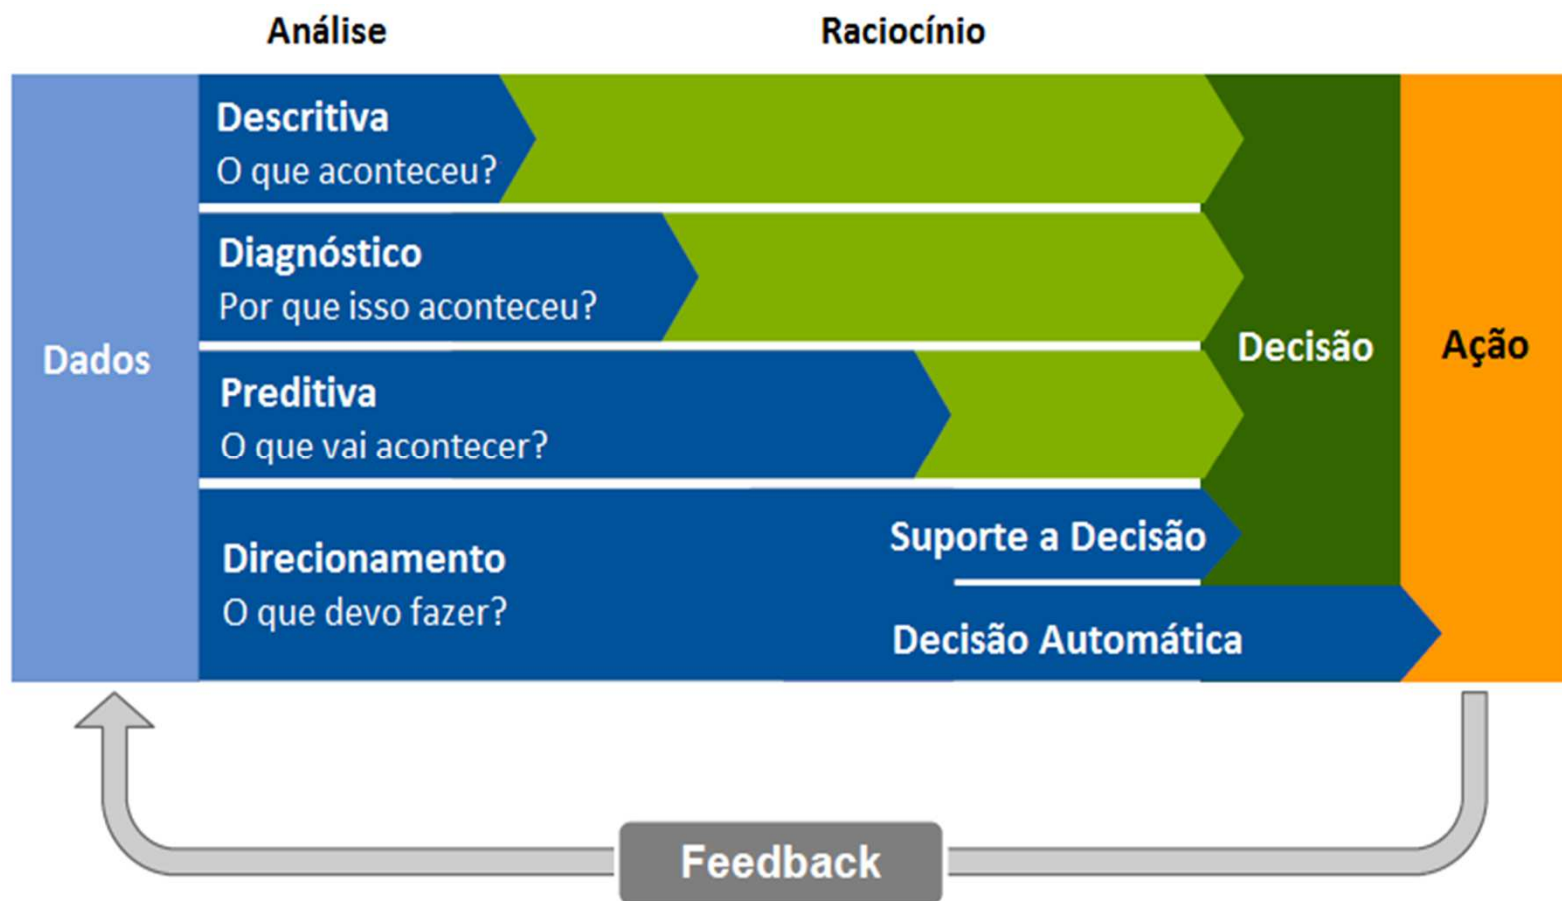 Análise
Raciocínio
Dados
Descritiva
O que aconteceu?
Diagnóstico
Por que isso aconteceu?
Preditiva
O que vai acontecer?
Direcionamento
O que devo fazer?
Suporte a Decisão
Decisão Automática
Decisão
Ação
Feedback